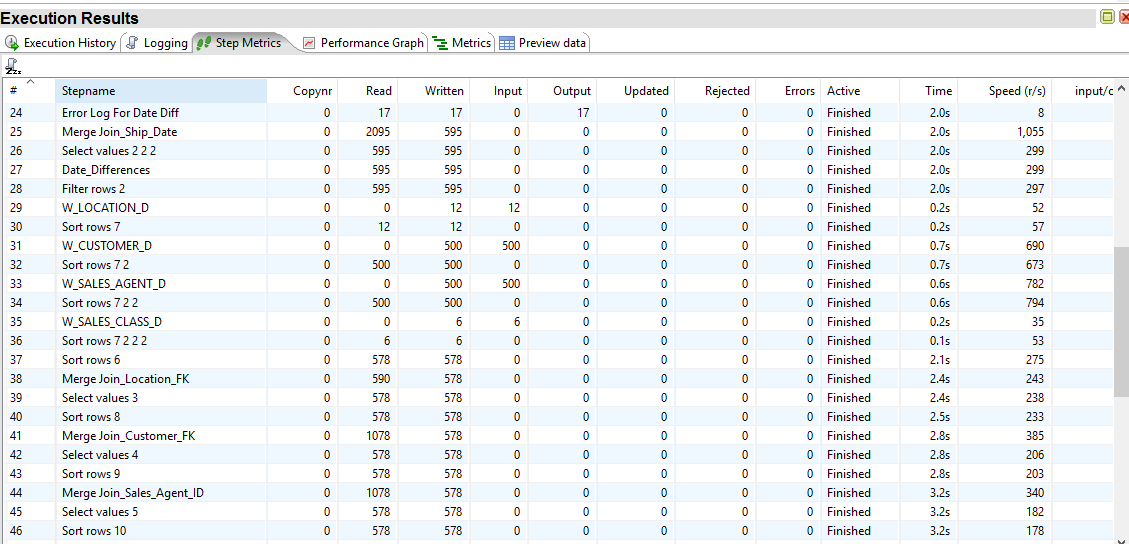 Execution Results
Execution History Logging Step Metrics Performance Graph Metrics Preview data
# Stepname Copynr Read Written Input Output Updated Rejected Errors Active Time Speed (r/s) input/c
24 Error Log For Date Diff 0 17 17 0 17 0 0 0 Finished 2.0s 8
25 Merge Join_Ship_Date 0 2095 595 0 0 0 0 0 Finished 2.0s 1,055
26 Select values 2 2 2 0 595 595 0 0 0 0 0 Finished 2.0s 299
27 Date_Differences 0 595 595 0 0 0 0 0 Finished 2.0s 299
28 Filter rows 2 0 595 595 0 0 0 0 0 Finished 2.0s 297
29 W_LOCATION_D 0 0 12 12 0 0 0 0 Finished 0.2s 52
30 Sort rows 7 0 12 12 0 0 0 0 0 Finished 0.2s 57
31 W_CUSTOMER_D 0 0 500 500 0 0 0 0 Finished 0.7s 690
32 Sort rows 7 2 0 500 500 0 0 0 0 0 Finished 0.7s 673
33 W_SALES_AGENT_D 0 0 500 500 0 0 0 0 Finished 0.6s 782
34 Sort rows 7 2 2 0 500 500 0 0 0 0 0 Finished 0.6s 794
35 W_SALES_CLASS_D 0 0 6 6 0 0 0 0 Finished 0.2s 35
36 Sort rows 7 2 2 2 0 6 6 0 0 0 0 0 Finished 0.1s 53
37 Sort rows 6 0 578 578 0 0 0 0 0 Finished 2.1s 275
38 Merge Join_Location_FK 0 590 578 0 0 0 0 0 Finished 2.4s 243
39 Select values 3 0 578 578 0 0 0 0 0 Finished 2.4s 238
40 Sort rows 8 0 578 578 0 0 0 0 0 Finished 2.5s 233
41 Merge Join_Customer_FK 0 1078 578 0 0 0 0 0 Finished 2.8s 385
42 Select values 4 0 578 578 0 0 0 0 0 Finished 2.8s 206
43 Sort rows 9 0 578 578 0 0 0 0 0 Finished 2.8s 203
44 Merge Join_Sales_Agent_ID 0 1078 578 0 0 0 0 0 Finished 3.2s 340
45 Select values 5 0 578 578 0 0 0 0 0 Finished 3.2s 182
46 Sort rows 10 0 578 578 0 0 0 0 0 Finished 3.2s 178